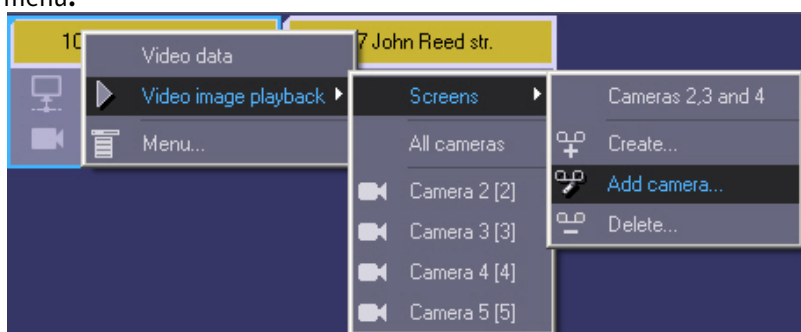 menu.
10
7 John Reed str.
Video data
Video image playback
Menu...
Screens
All cameras
Camera 2 [2]
Camera 3 [3]
Camera 4 [4]
Camera 5 [5]
Cameras 2,3 and 4
Create...
Add camera...
Delete...